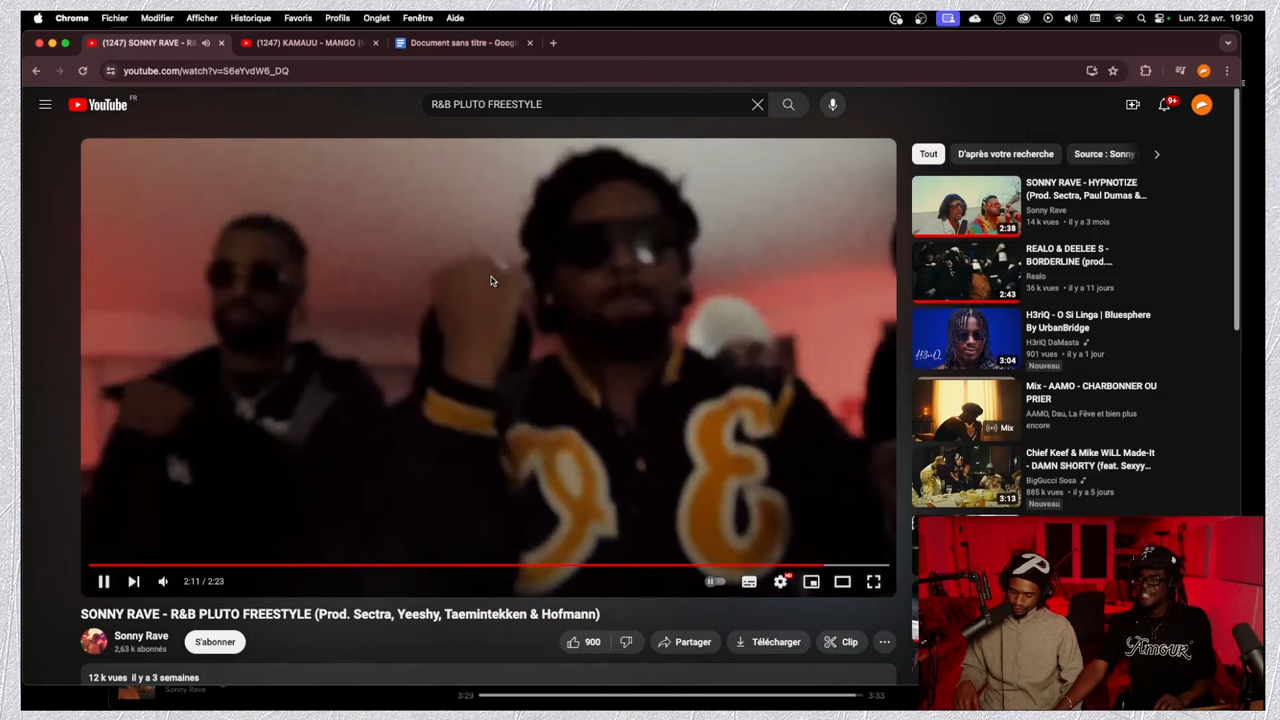 Chrome Fichier Modifier Afficher Historique Favoris Profils Onglet Fenêtre Aide Lun. 22 avr. 19:30
(1247) SONNY RAVE - R& (1247) KAMAUU - MANGO Document sans titre - Goog
youtube.com/watch?v=S6eYvdW6_DQ
YouTube FR R&B PLUTO FREESTYLE 9+
Tout D'après votre recherche Source : Sonny
SONNY RAVE - HYPNOTIZE
(Prod. Sectra, Paul Dumas &...
Sonny Rave
14 k vues • il y a 3 mois
2:38
REALO & DEELEE S -
BORDERLINE (prod....
Realo
36 k vues • il y a 11 jours
2:43
H3riQ - O Si Linga | Bluesphere
By UrbanBridge
H3riQ DaMasta
901 vues • il y a 1 jour
Nouveau
H3riQ
3:04
Mix - AAMO - CHARBONNER OU
PRIER
AAMO, Dau, La Fève et bien plus
encore
Mix
Chief Keef & Mike WiLL Made-It
- DAMN SHORTY (feat. Sexyy...
BigGucci Sosa
885 k vues • il y a 5 jours
Nouveau
3:13
2:11 / 2:23 HD
SONNY RAVE - R&B PLUTO FREESTYLE (Prod. Sectra, Yeeshy, Taemintekken & Hofmann)
Sonny Rave
2,63 k abonnés
S'abonner 900 Partager Télécharger Clip
12 k vues il y a 3 semaines
Sonny Rave
3:29 3:33
Amour